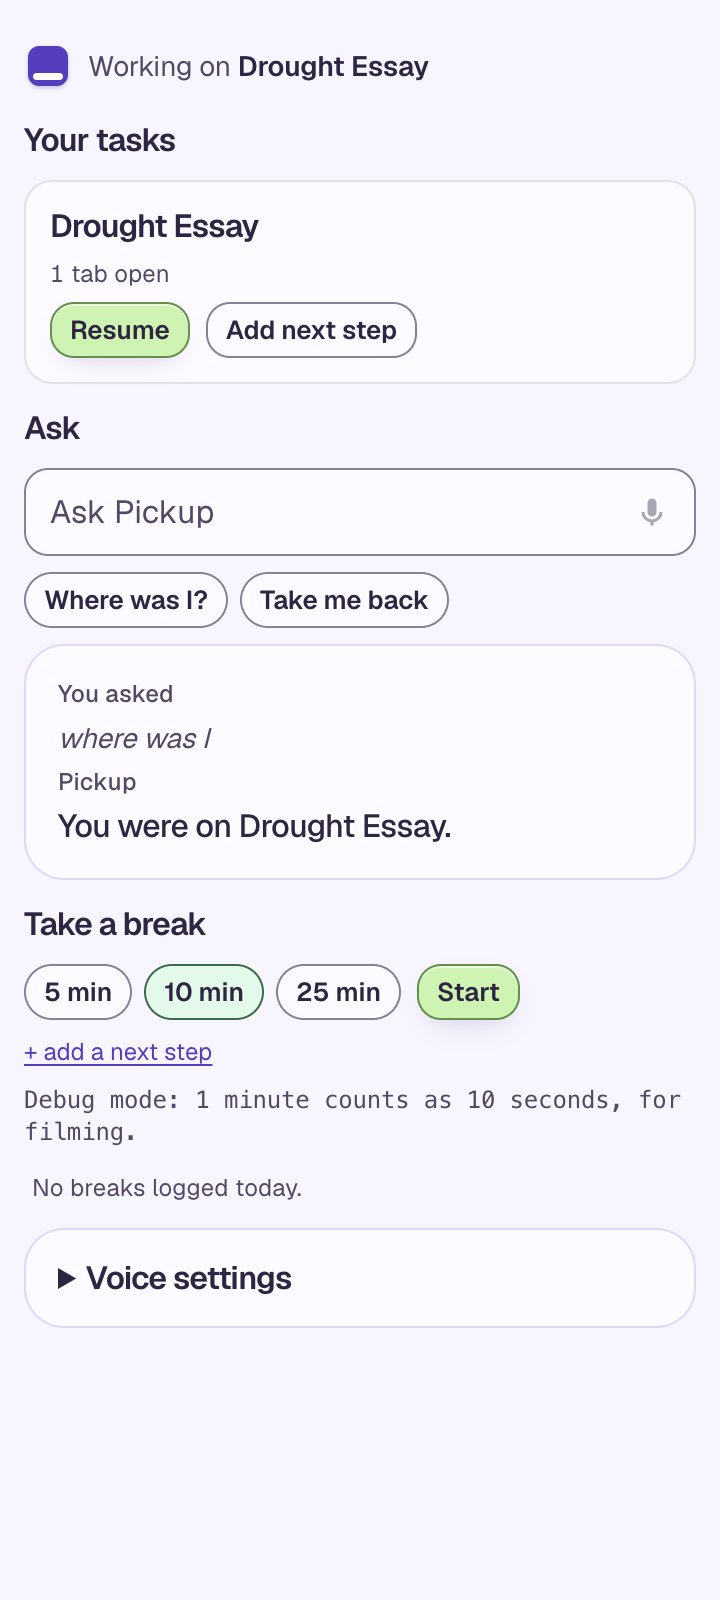 Working on Drought Essay
Your tasks
Drought Essay
1 tab open
Resume
Add next step
Ask
Ask Pickup
Where was I?
Take me back
You asked
where was I
Pickup
You were on Drought Essay.
Take a break
5 min
10 min
25 min
Start
+ add a next step
Debug mode: 1 minute counts as 10 seconds, for
filming.
No breaks logged today.
Voice settings